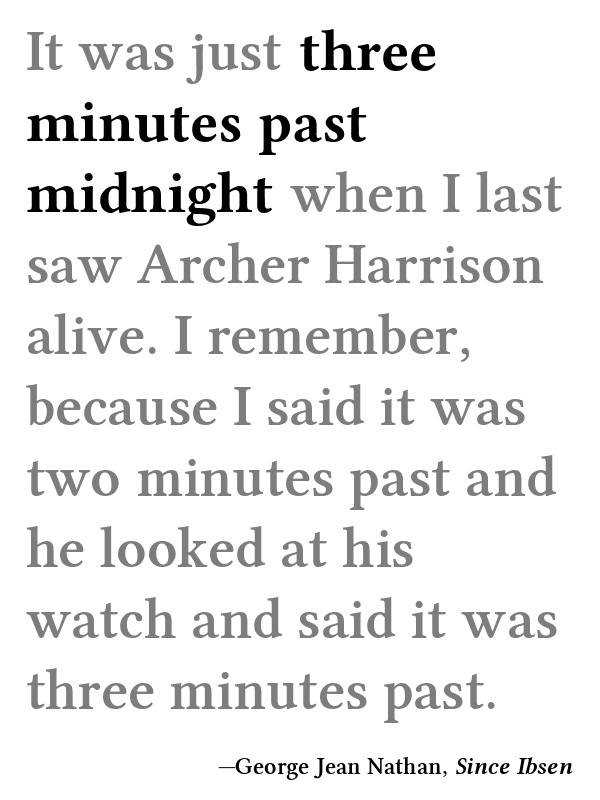 It was just three
minutes past
midnight when I last
saw Archer Harrison
alive. I remember,
because I said it was
two minutes past and
he looked at his
watch and said it was
three minutes past.
—George Jean Nathan, Since Ibsen